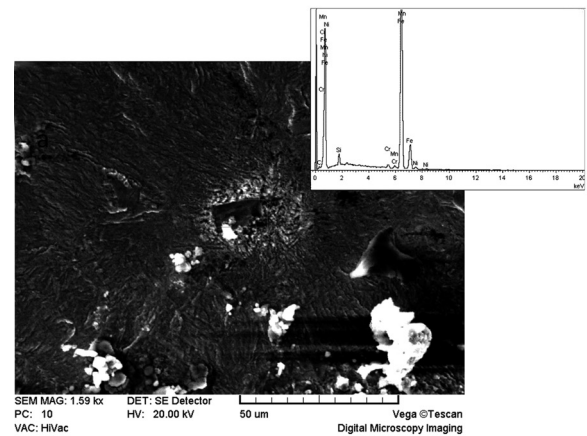 Mn
Mn
Ni
Fe
Cr
Fe
Mn
Ni
Fe
Cr
Si
Cr
Mn
Cr
Fe
Ni
Ni
0 2 4 6 8 10 12 14 16 18 20
keV
SEM MAG: 1.59 kx DET: SE Detector
PC: 10 HV: 20.00 kV 50 um Vega ©Tescan
VAC: HiVac Digital Microscopy Imaging